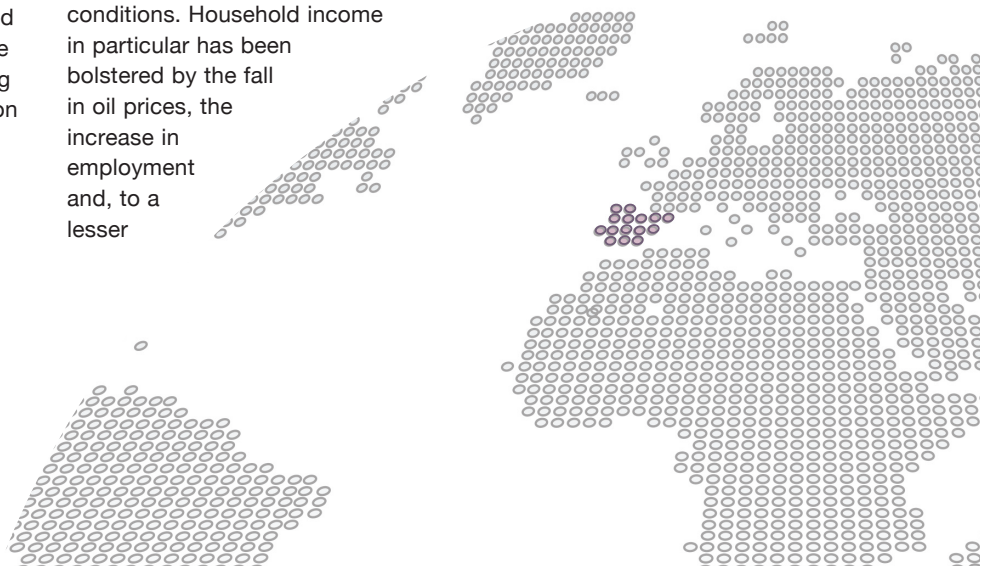 d
e
g
on
conditions. Household income
in particular has been
bolstered by the fall
in oil prices, the
increase in
employment
and, to a
lesser